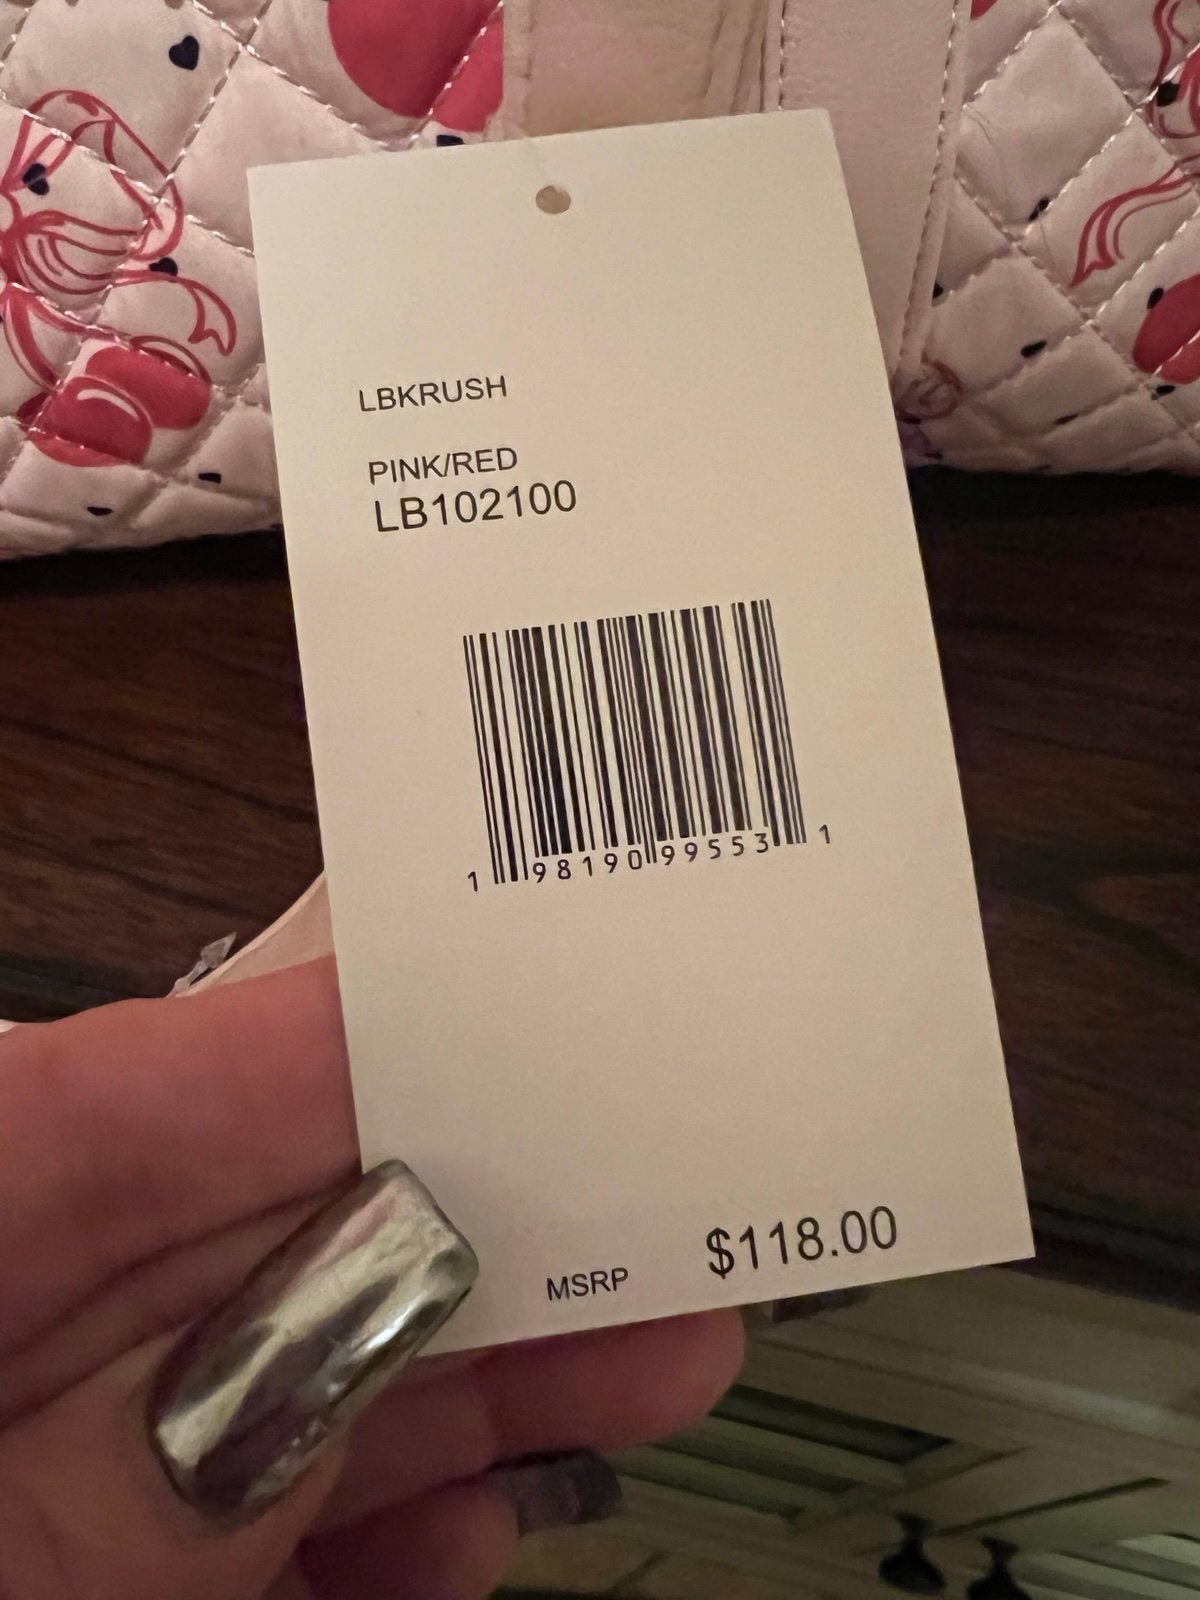 LBKRUSH
PINK/RED
LB102100
1 98190 99553 1
MSRP $118.00